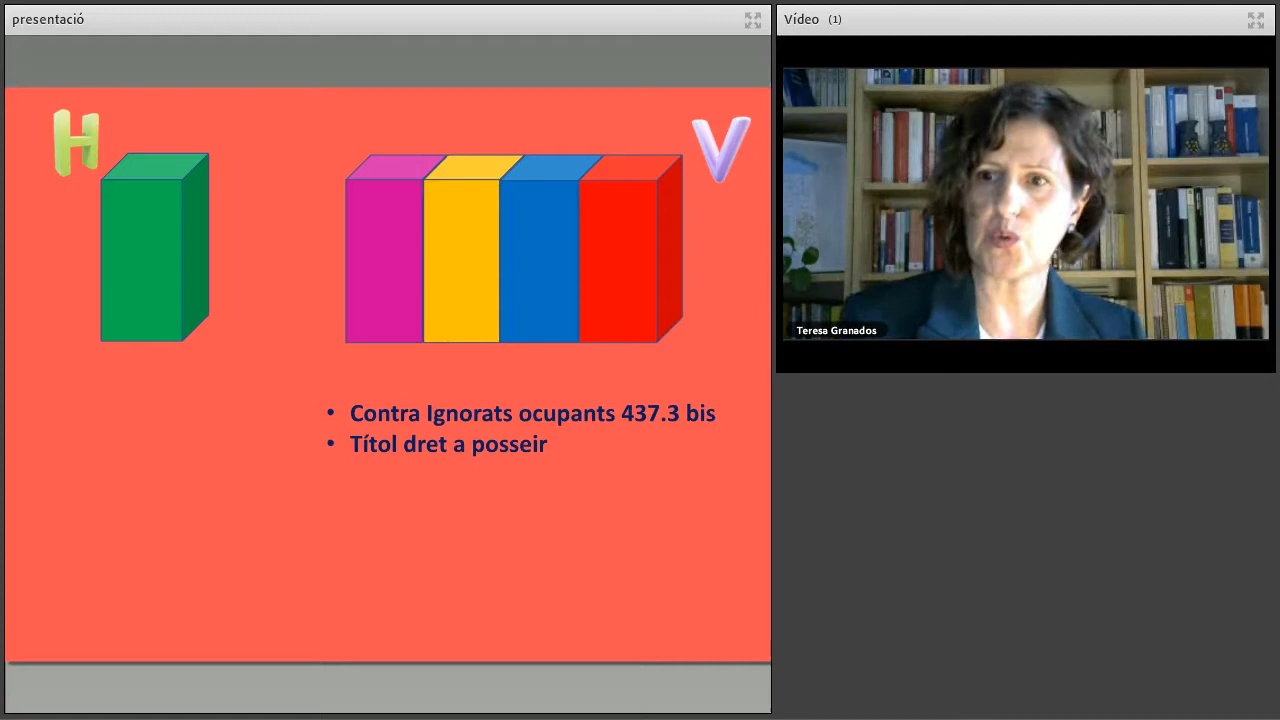 presentació
Vídeo (1)
H
V
Contra Ignorats ocupants 437.3 bis
Títol dret a posseir
Teresa Granados